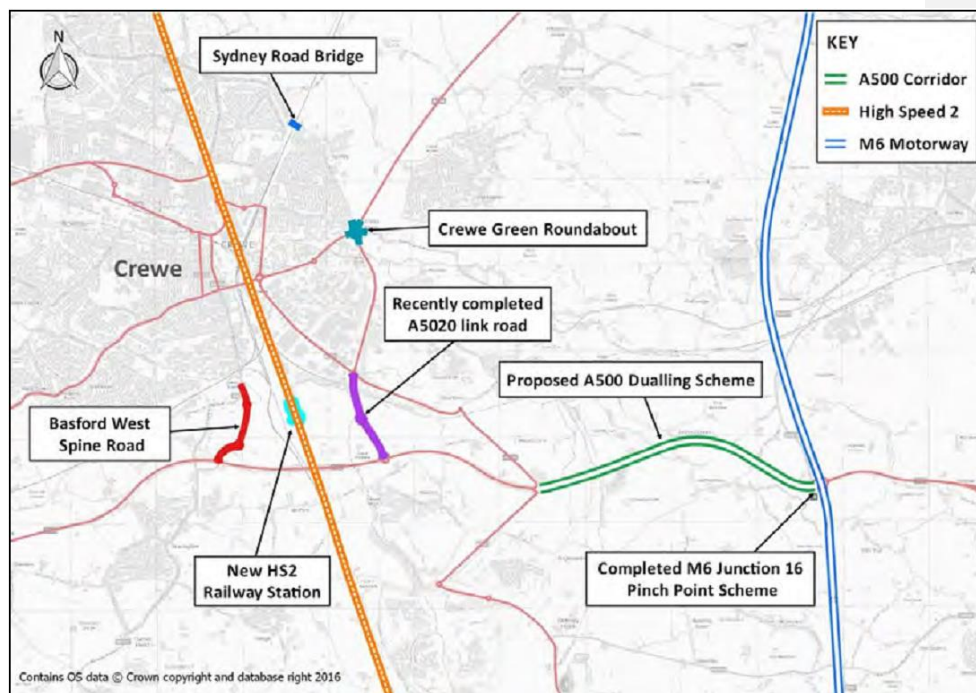 N
Sydney Road Bridge
KEY
A500 Corridor
High Speed 2
M6 Motorway
Crewe Green Roundabout
Crewe
CREWE
Recently completed
A5020 link road
Proposed A500 Dualling Scheme
Basford West
Spine Road
New HS2
Railway Station
Completed M6 Junction 16
Pinch Point Scheme
Contains OS data © Crown copyright and database right 2016